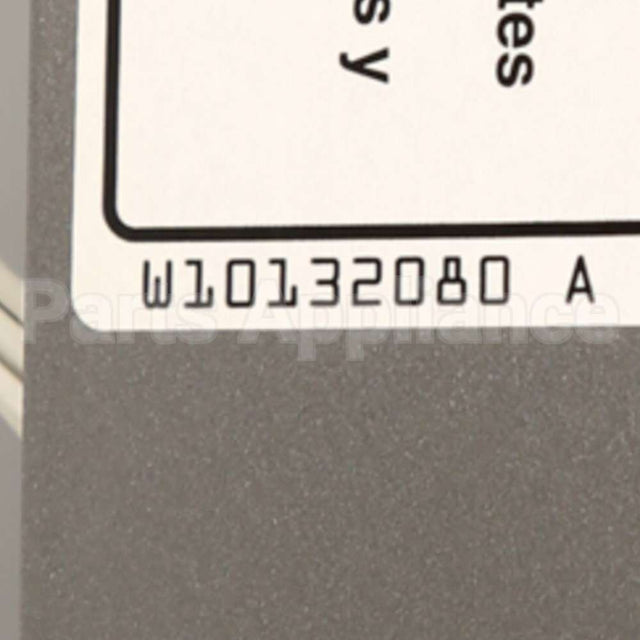 s y
tes
W10132080 A
Parts Appliance